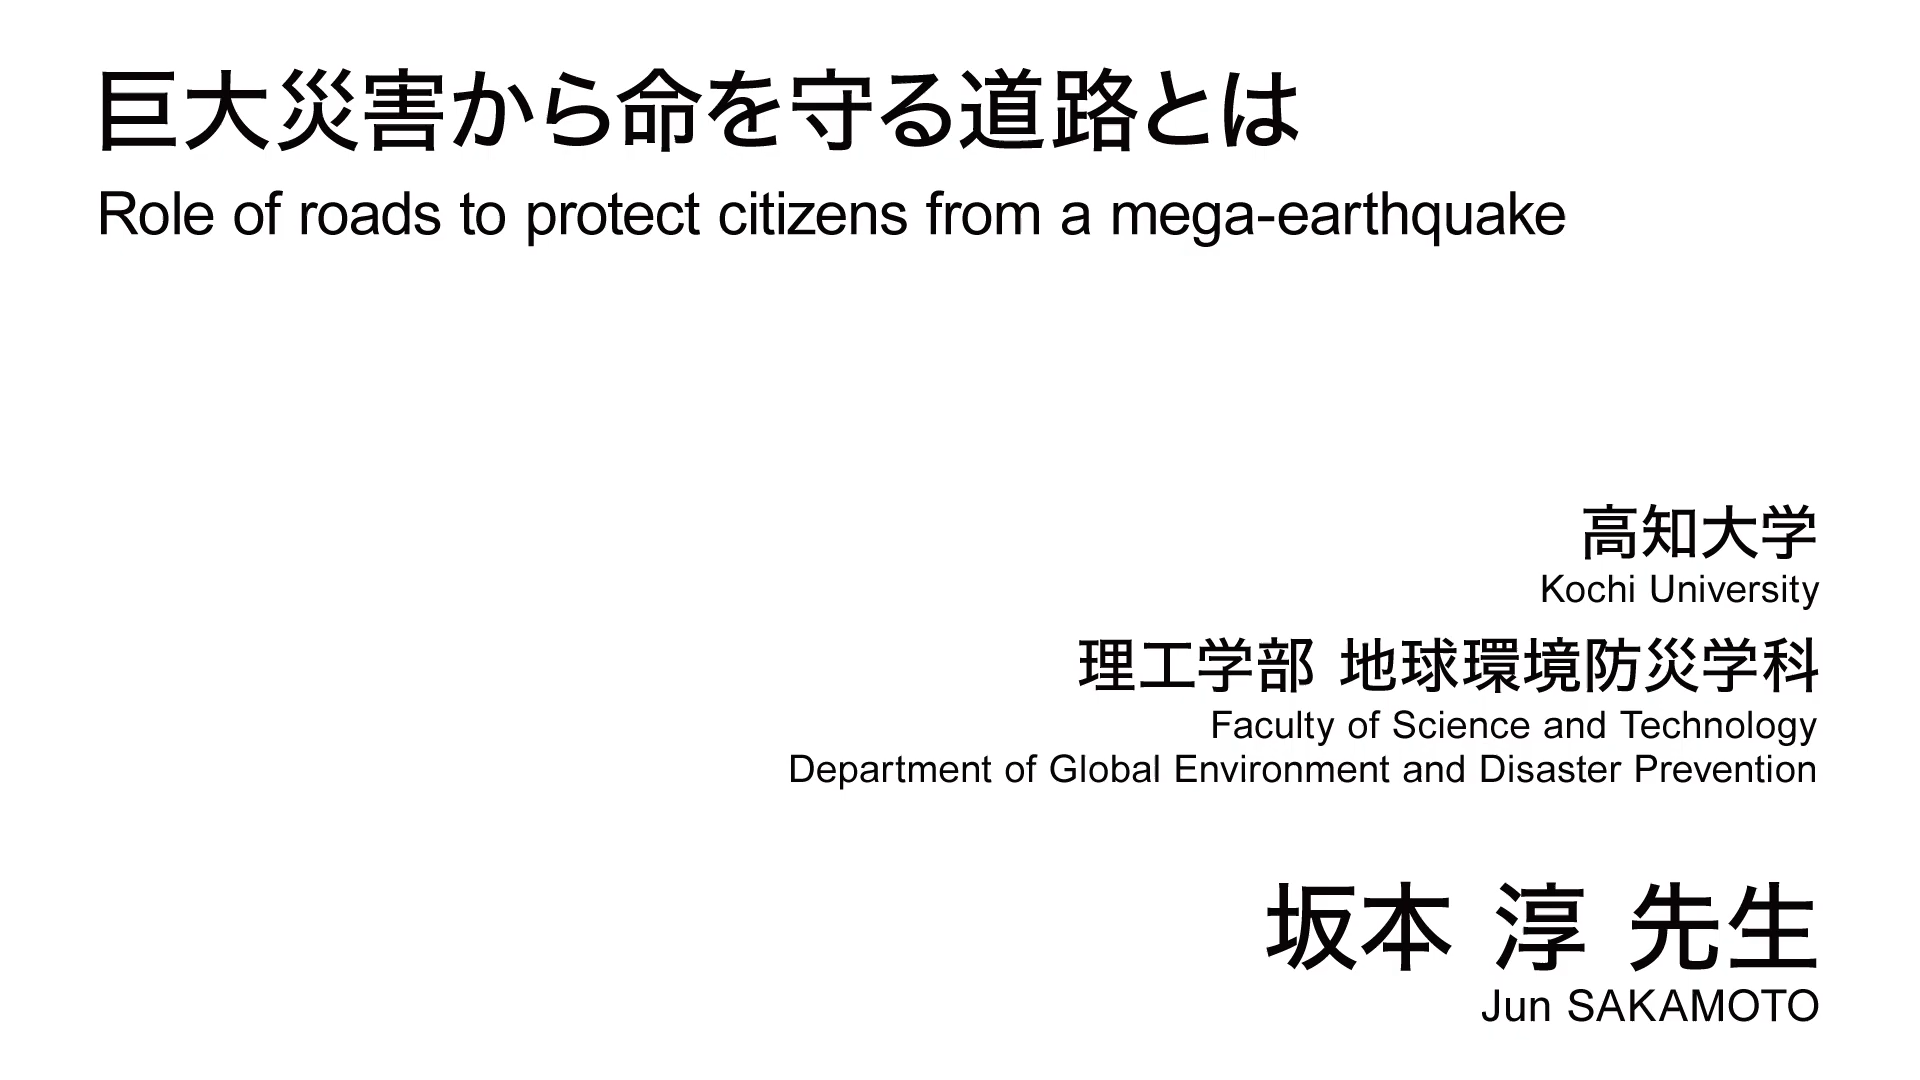 巨大災害から命を守る道路とは
Role of roads to protect citizens from a mega-earthquake
高知大学
Kochi University
理工学部 地球環境防災学科
Faculty of Science and Technology
Department of Global Environment and Disaster Prevention
坂本 淳 先生
Jun SAKAMOTO